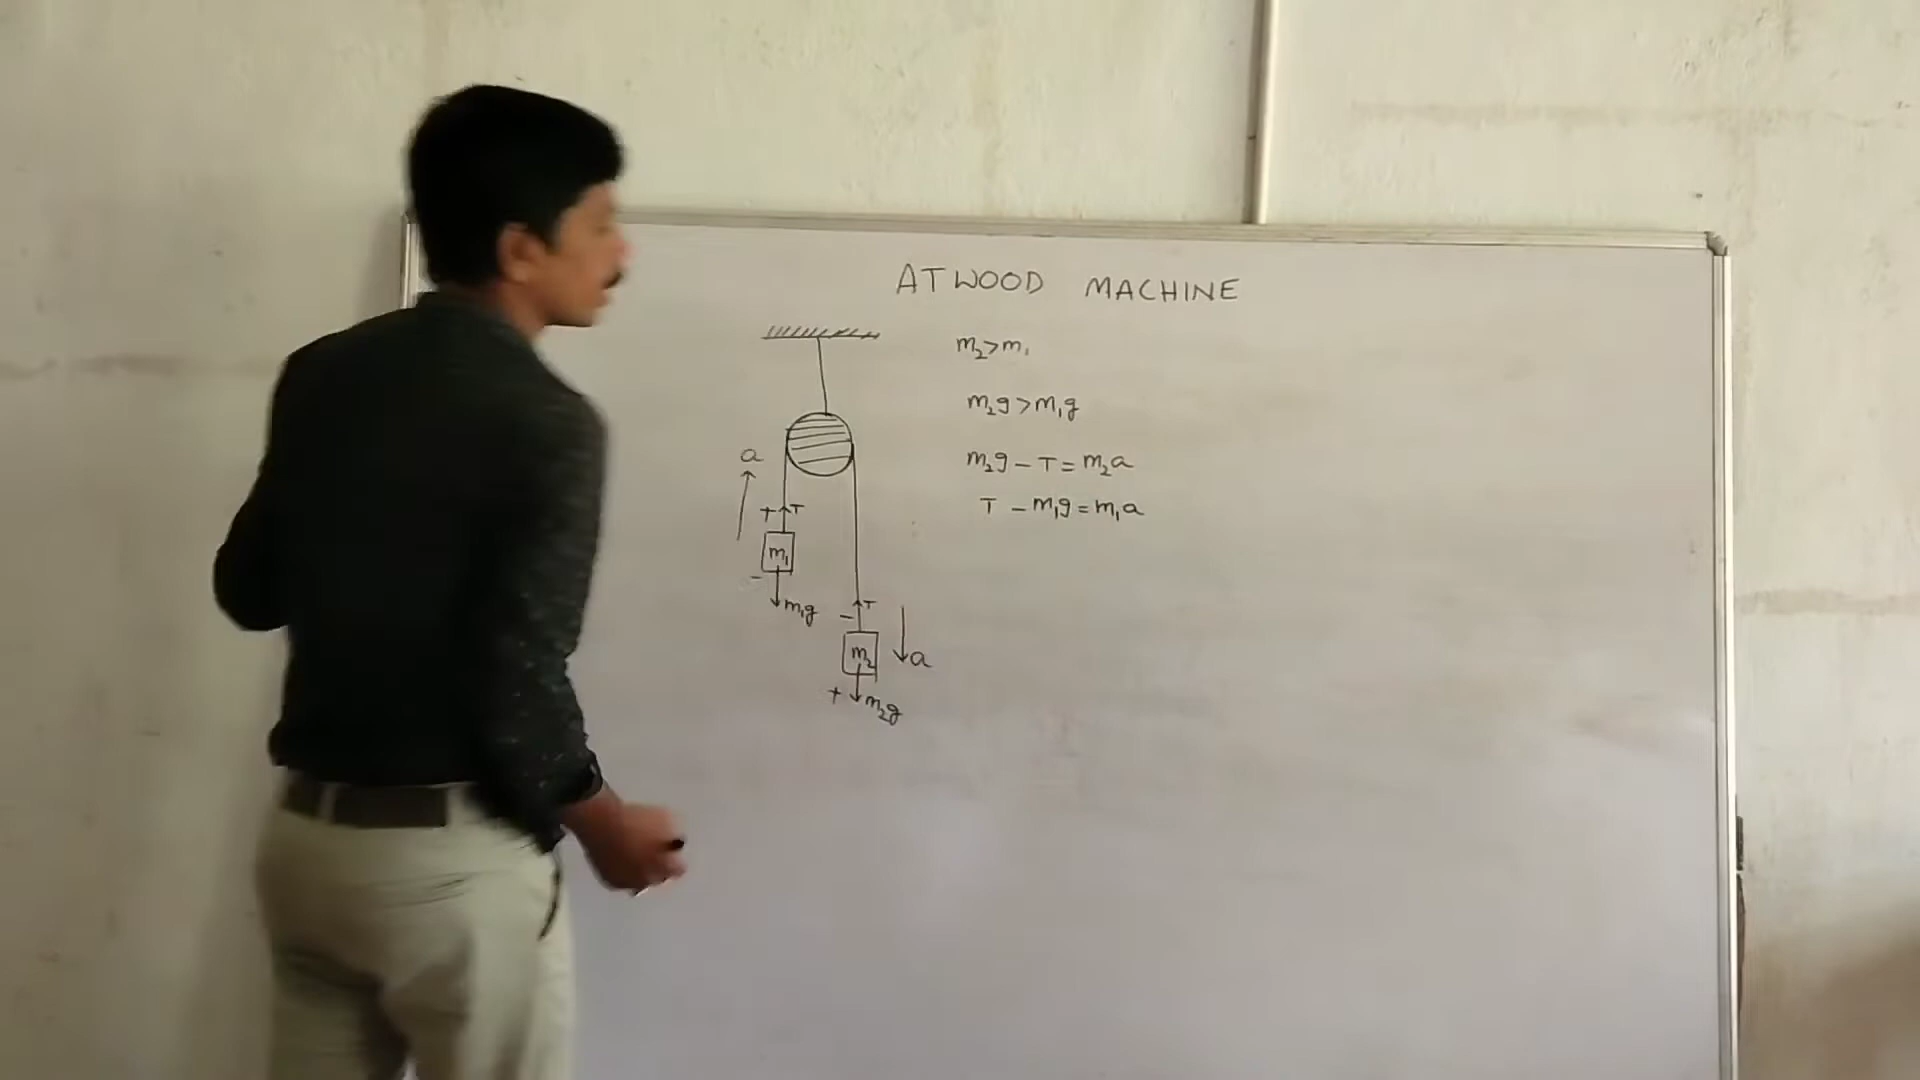 ATWOOD MACHINE
m₂>m₁
m₂g>m₁g
m₂g-T=m₂a
T-m₁g=m₁a
a
+ T
m₁
-
m₁g
T
-
m₂
a
+ m₂g